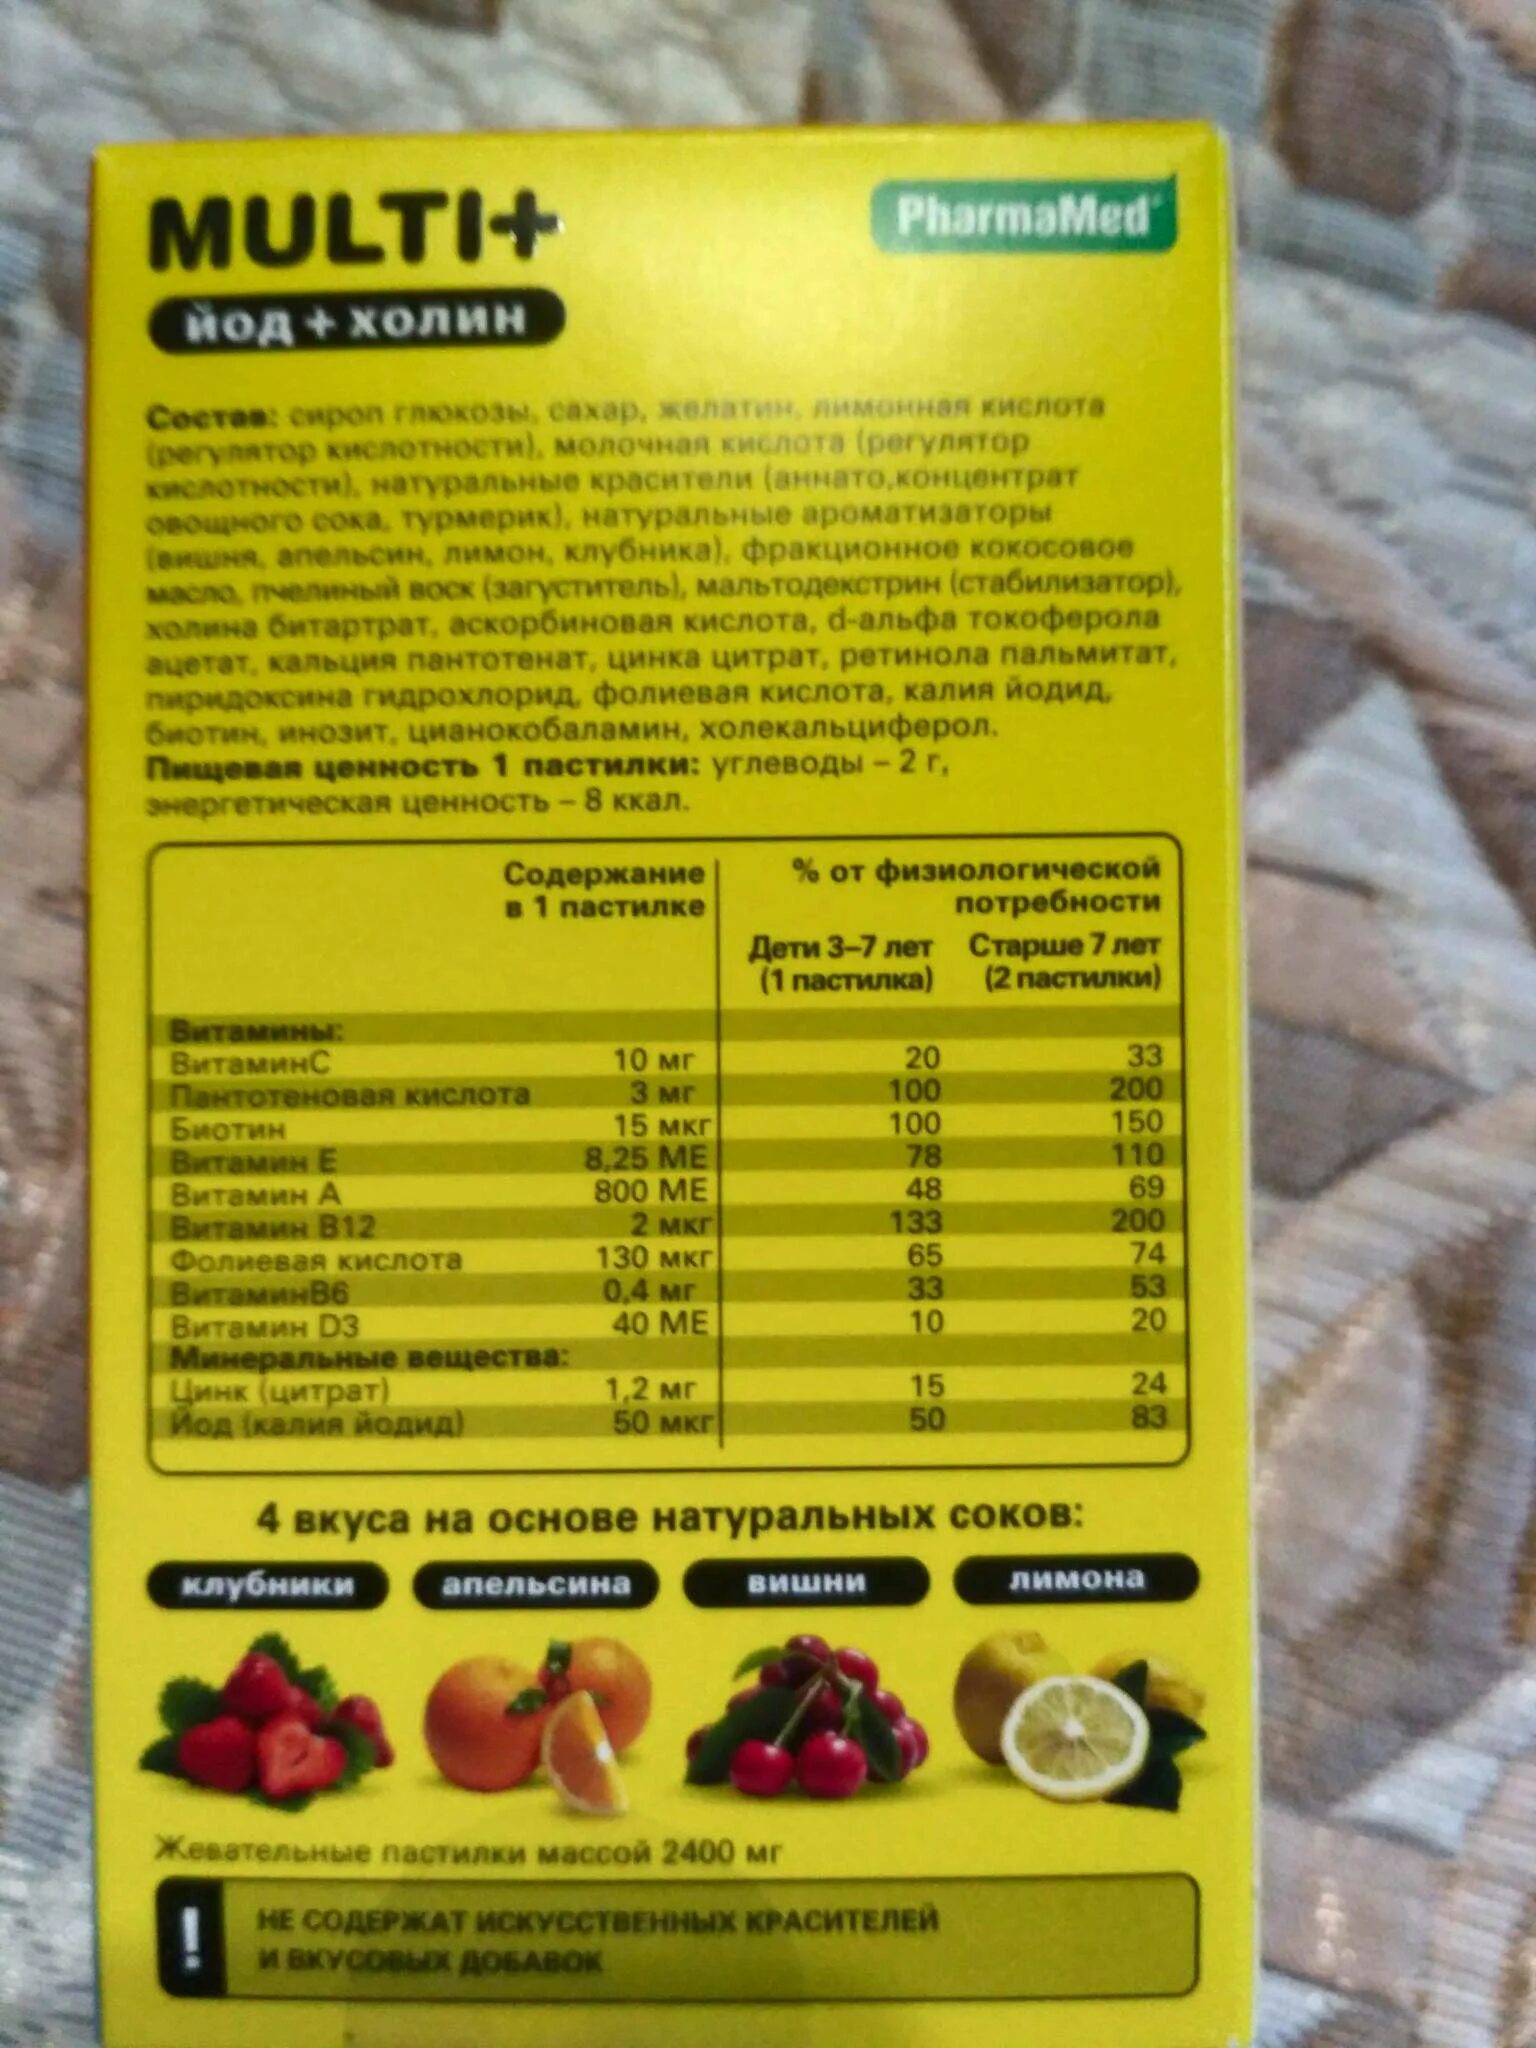 MULTI+
PharmaMed®
йод + холин
Состав: сироп глюкозы, сахар, желатин, лимонная кислота
(регулятор кислотности), молочная кислота (регулятор
кислотности), натуральные красители (аннато,концентрат
овощного сока, турмерик), натуральные ароматизаторы
(вишня, апельсин, лимон, клубника), фракционное кокосовое
масло, пчелиный воск (загуститель), мальтодекстрин (стабилизатор),
холина битартрат, аскорбиновая кислота, d-альфа токоферола
ацетат, кальция пантотенат, цинка цитрат, ретинола пальмитат,
пиридоксина гидрохлорид, фолиевая кислота, калия йодид,
биотин, инозит, цианокобаламин, холекальциферол.
Пищевая ценность 1 пастилки: углеводы – 2 г,
энергетическая ценность – 8 ккал.
Содержание % от физиологической
в 1 пастилке потребности
Дети 3–7 лет Старше 7 лет
(1 пастилка) (2 пастилки)
Витамины:
ВитаминС 10 мг 20 33
Пантотеновая кислота 3 мг 100 200
Биотин 15 мкг 100 150
Витамин Е 8,25 МЕ 78 110
Витамин А 800 МЕ 48 69
Витамин В12 2 мкг 133 200
Фолиевая кислота 130 мкг 65 74
ВитаминВ6 0,4 мг 33 53
Витамин D3 40 МЕ 10 20
Минеральные вещества:
Цинк (цитрат) 1,2 мг 15 24
Йод (калия йодид) 50 мкг 50 83
4 вкуса на основе натуральных соков:
клубники апельсина вишни лимона
Жевательные пастилки массой 2400 мг
! НЕ СОДЕРЖАТ ИСКУССТВЕННЫХ КРАСИТЕЛЕЙ
И ВКУСОВЫХ ДОБАВОК